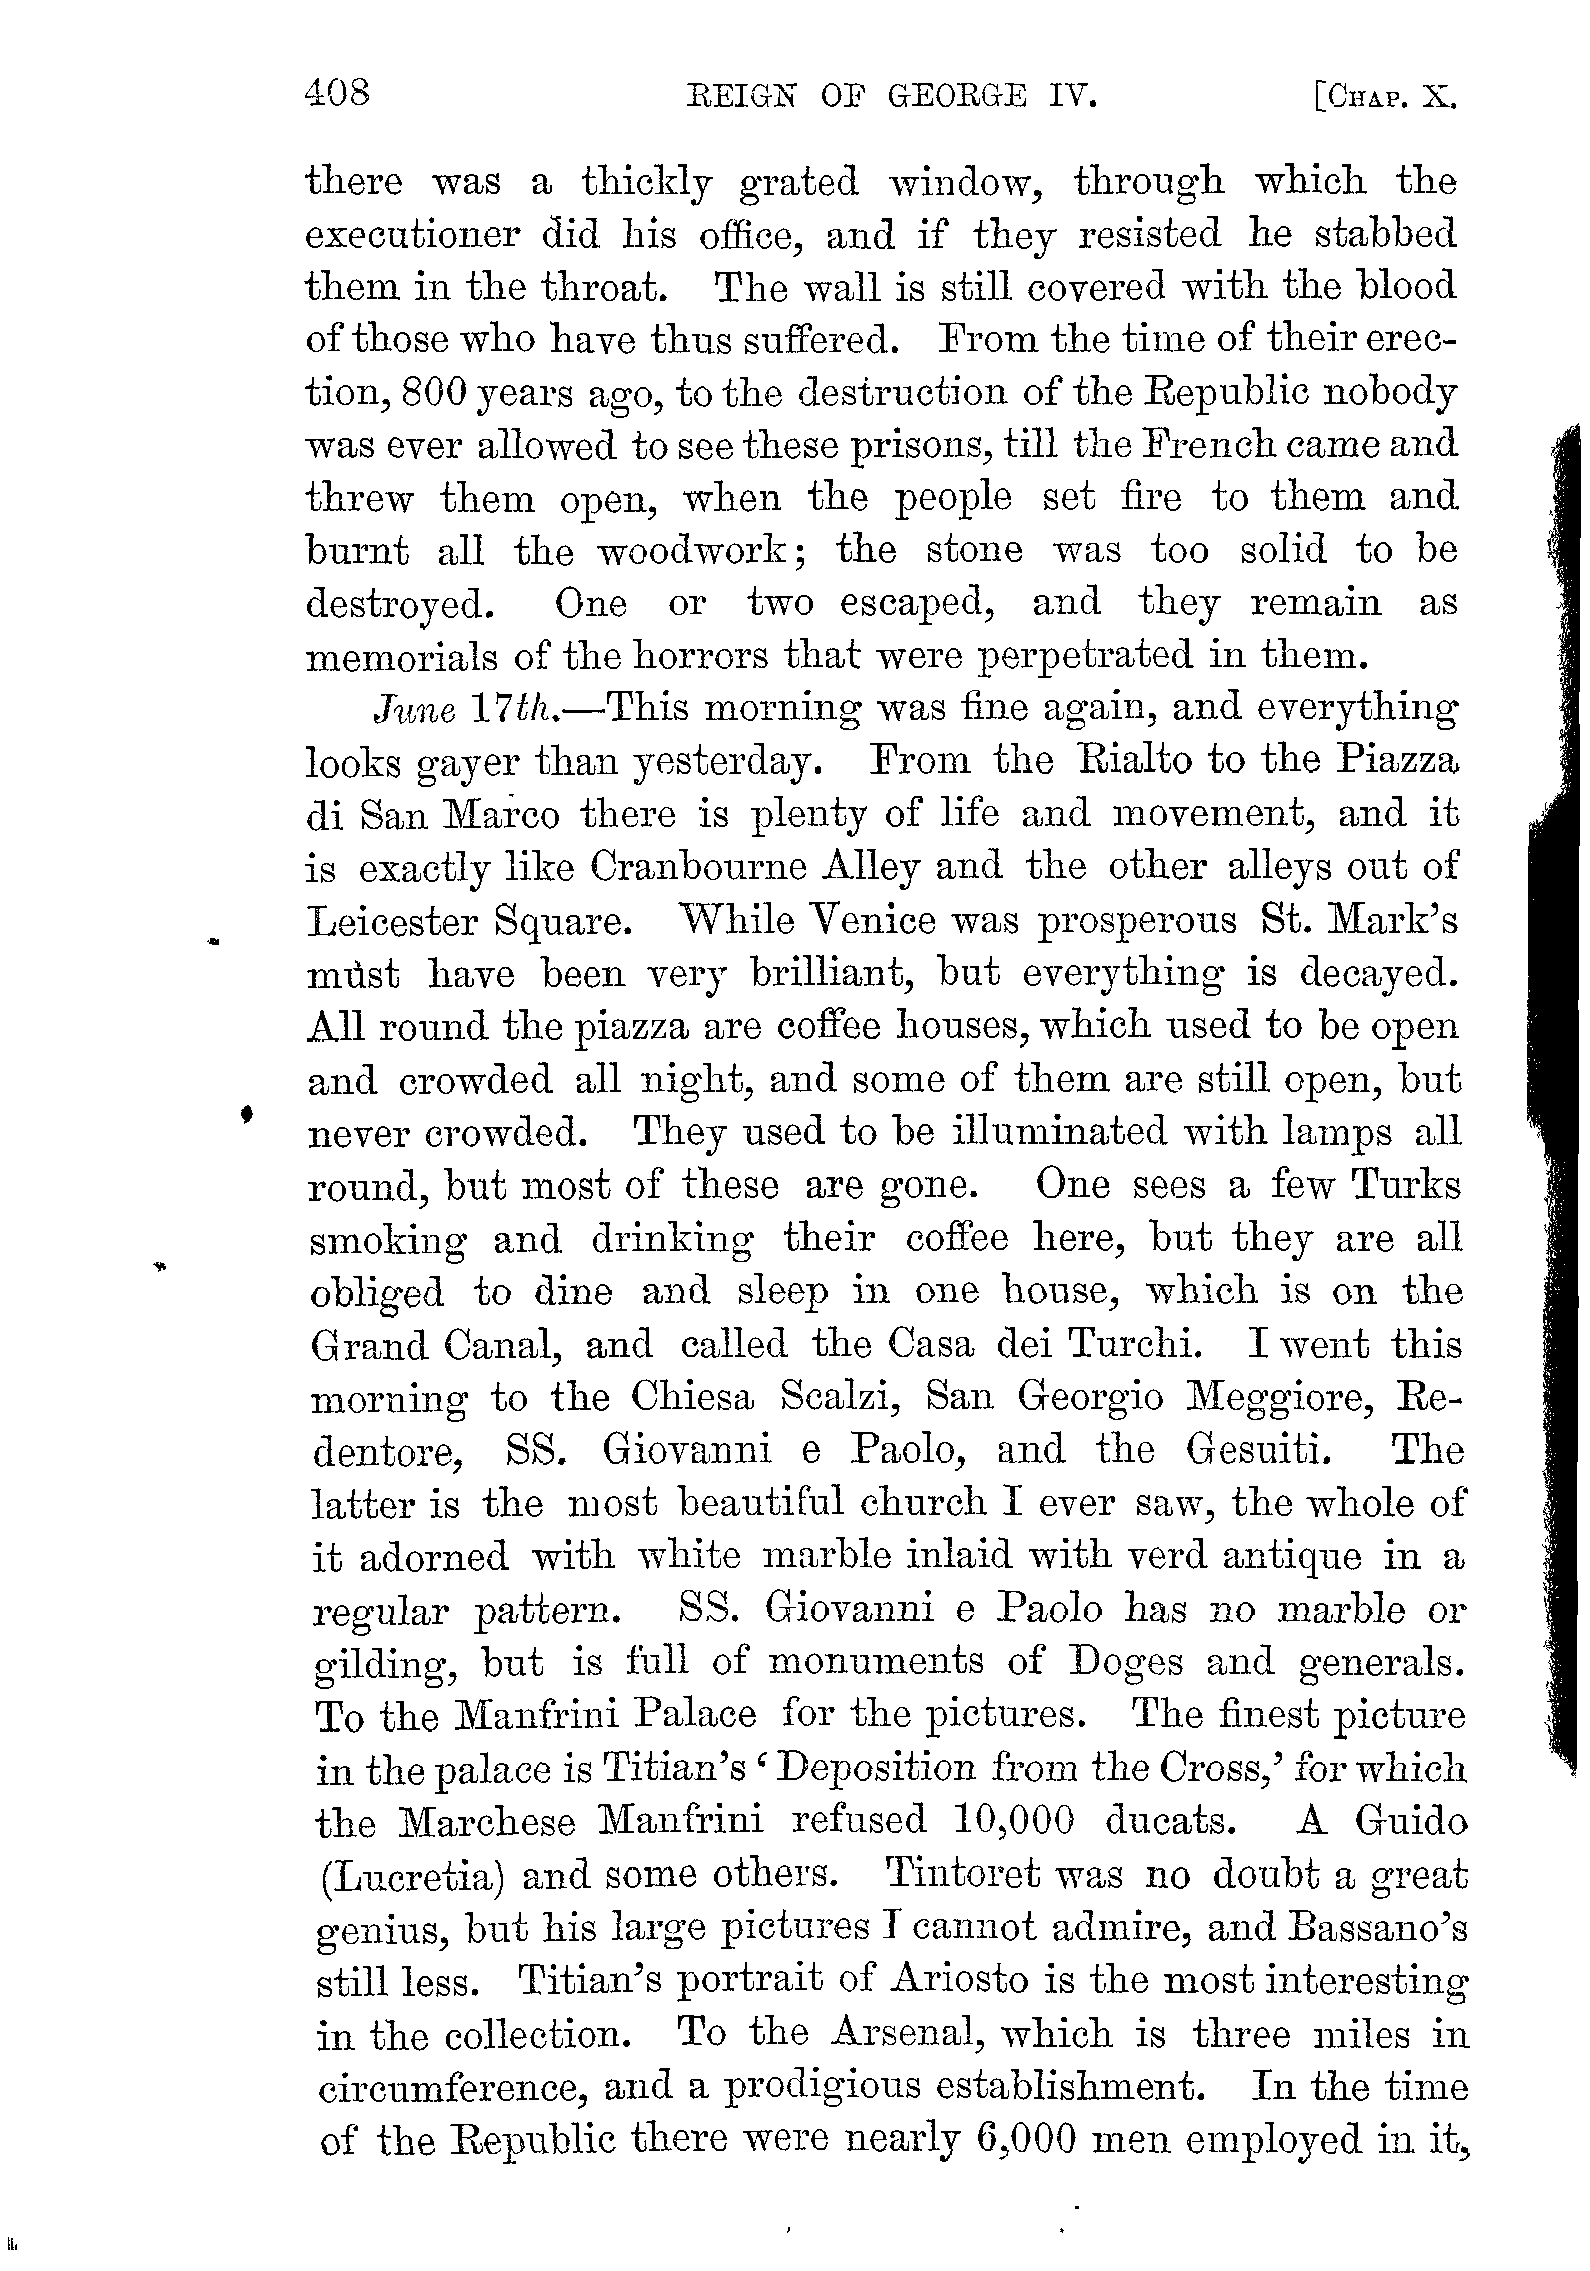 408 REIGN OF GEORGE IV. [CHAP. X.
there was a thickly grated window, through which the
executioner did his office, and if they resisted he stabbed
them in the throat. The wall is still covered with the blood
of those who have thus suffered. From the time of their erec-
tion, 800 years ago, to the destruction of the Republic nobody
was ever allowed to see these prisons, till the French came and
threw them open, when the people set fire to them and
burnt all the woodwork; the stone was too solid to be
destroyed. One or two escaped, and they remain as
memorials of the horrors that were perpetrated in them.
June 17th.—This morning was fine again, and everything
looks gayer than yesterday. From the Rialto to the Piazza
di San Marco there is plenty of life and movement, and it
is exactly like Cranbourne Alley and the other alleys out of
Leicester Square. While Venice was prosperous St. Mark's
must have been very brilliant, but everything is decayed.
All round the piazza are coffee houses, which used to be open
and crowded all night, and some of them are still open, but
never crowded. They used to be illuminated with lamps all
round, but most of these are gone. One sees a few Turks
smoking and drinking their coffee here, but they are all
obliged to dine and sleep in one house, which is on the
Grand Canal, and called the Casa dei Turchi. I went this
morning to the Chiesa Scalzi, San Georgio Meggiore, Re-
dentore, SS. Giovanni e Paolo, and the Gesuiti. The
latter is the most beautiful church I ever saw, the whole of
it adorned with white marble inlaid with verd antique in a
regular pattern. SS. Giovanni e Paolo has no marble or
gilding, but is full of monuments of Doges and generals.
To the Manfrini Palace for the pictures. The finest picture
in the palace is Titian's ‘Deposition from the Cross,’ for which
the Marchese Manfrini refused 10,000 ducats. A Guido
(Lucretia) and some others. Tintoret was no doubt a great
genius, but his large pictures I cannot admire, and Bassano's
still less. Titian's portrait of Ariosto is the most interesting
in the collection. To the Arsenal, which is three miles in
circumference, and a prodigious establishment. In the time
of the Republic there were nearly 6,000 men employed in it,